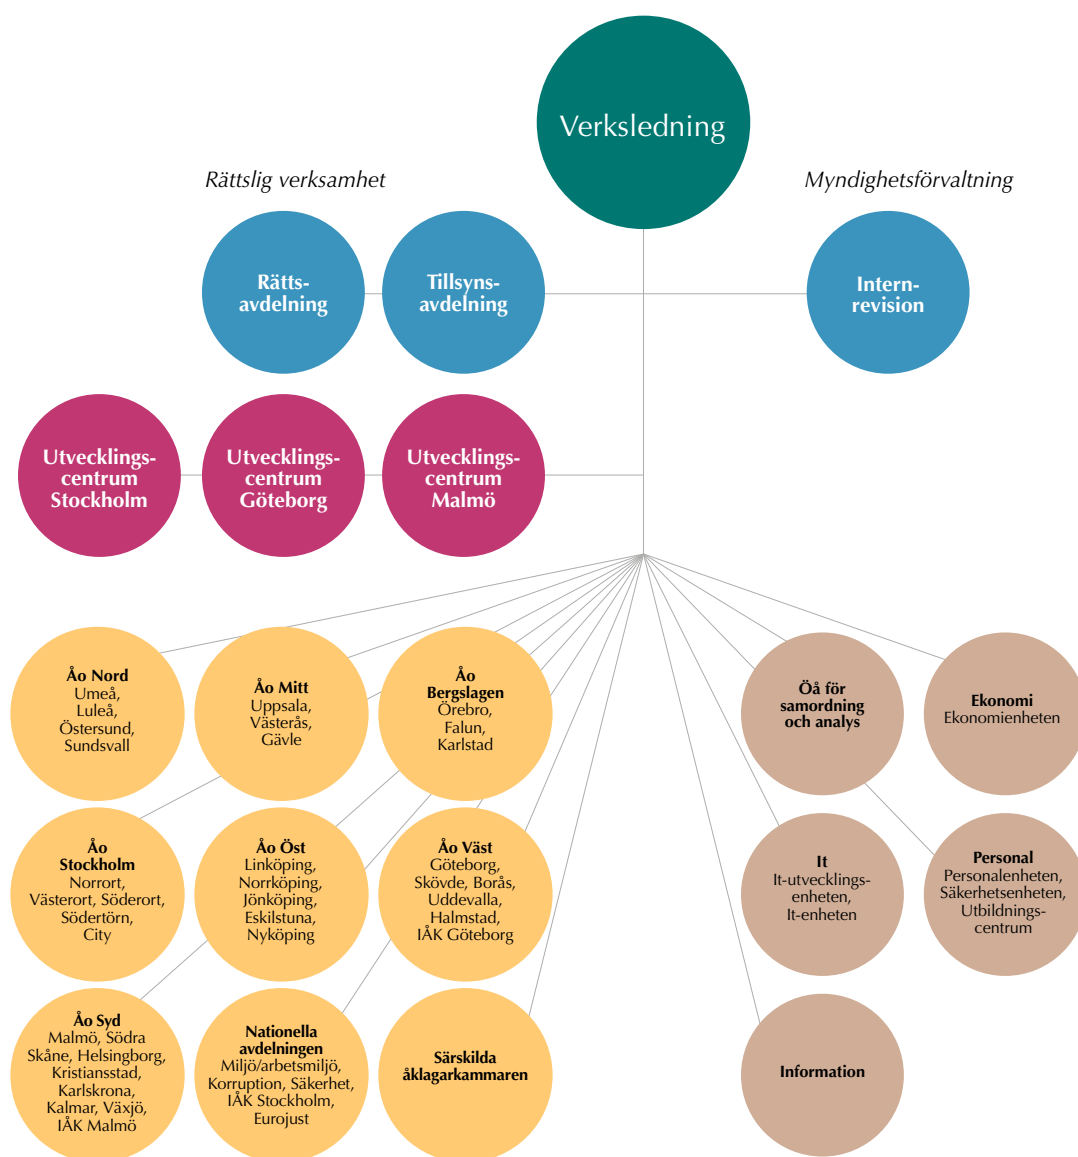 Verksledning
Rättslig verksamhet
Myndighetsförvaltning
Rätts-
avdelning
Tillsyns-
avdelning
Intern-
revision
Utvecklings-
centrum
Stockholm
Utvecklings-
centrum
Göteborg
Utvecklings-
centrum
Malmö
Åo Nord
Umeå,
Luleå,
Östersund,
Sundsvall
Åo Mitt
Uppsala,
Västerås,
Gävle
Åo
Bergslagen
Örebro,
Falun,
Karlstad
Öå för
samordning
och analys
Ekonomi
Ekonomienheten
Åo
Stockholm
Norrort,
Västerort, Söderort,
Södertörn,
City
Åo Öst
Linköping,
Norrköping,
Jönköping,
Eskilstuna,
Nyköping
Åo Väst
Göteborg,
Skövde, Borås,
Uddevalla,
Halmstad,
IÅK Göteborg
It
It-utvecklings-
enheten,
It-enheten
Personal
Personalenheten,
Säkerhetsenheten,
Utbildnings-
centrum
Åo Syd
Malmö, Södra
Skåne, Helsingborg,
Kristiansstad,
Karlskrona,
Kalmar, Växjö,
IÅK Malmö
Nationella
avdelningen
Miljö/arbetsmiljö,
Korruption, Säkerhet,
IÅK Stockholm,
Eurojust
Särskilda
åklagarkammaren
Information